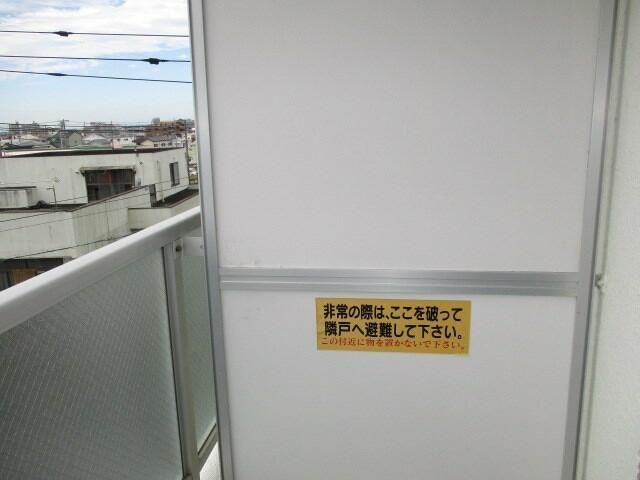 非常の際は、ここを破って
隣戸へ避難して下さい。
この付近に物を置かないで下さい。